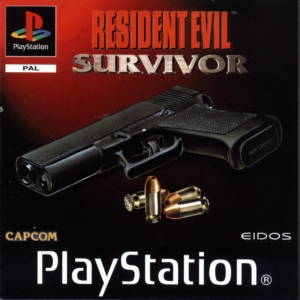 PlayStation
PAL
RESIDENT EVIL
SURVIVOR
CAPCOM
EIDOS
PlayStation®